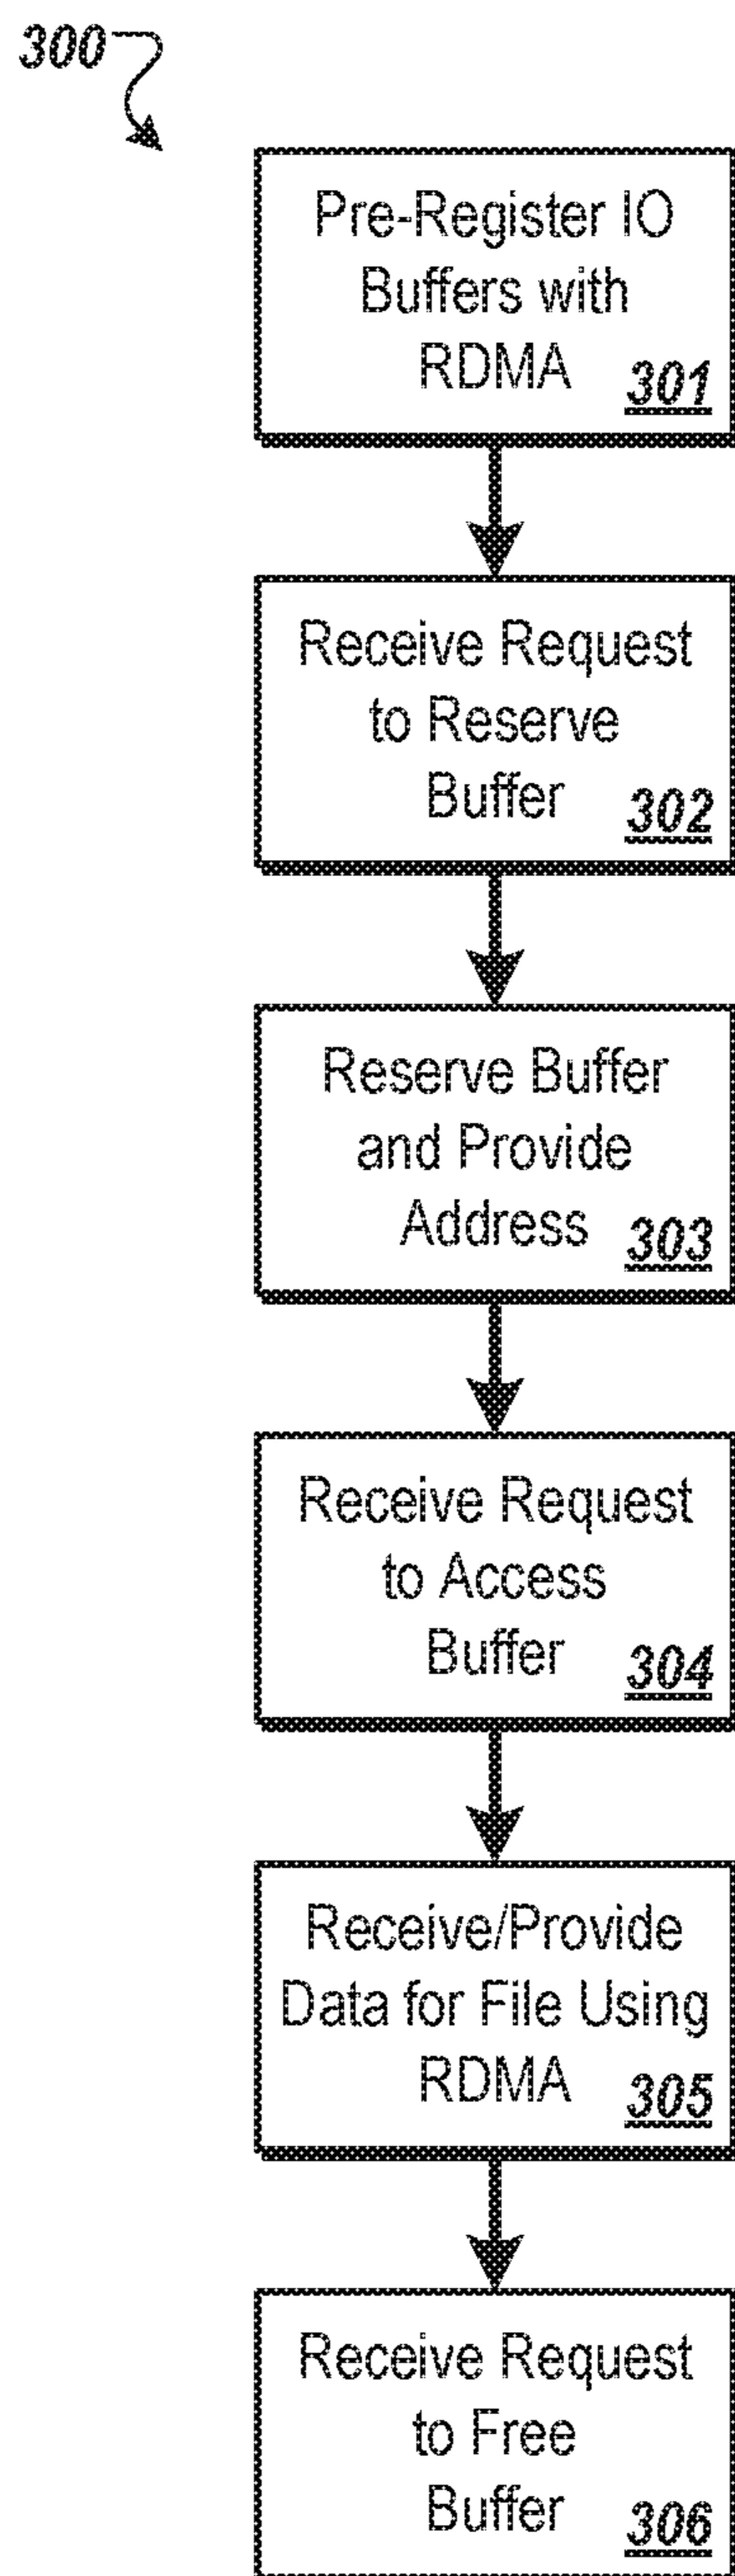 300
Pre-Register IO
Buffers with
RDMA 301
Receive Request
to Reserve
Buffer 302
Reserve Buffer
and Provide
Address 303
Receive Request
to Access
Buffer 304
Receive/Provide
Data for File Using
RDMA 305
Receive Request
to Free
Buffer 306